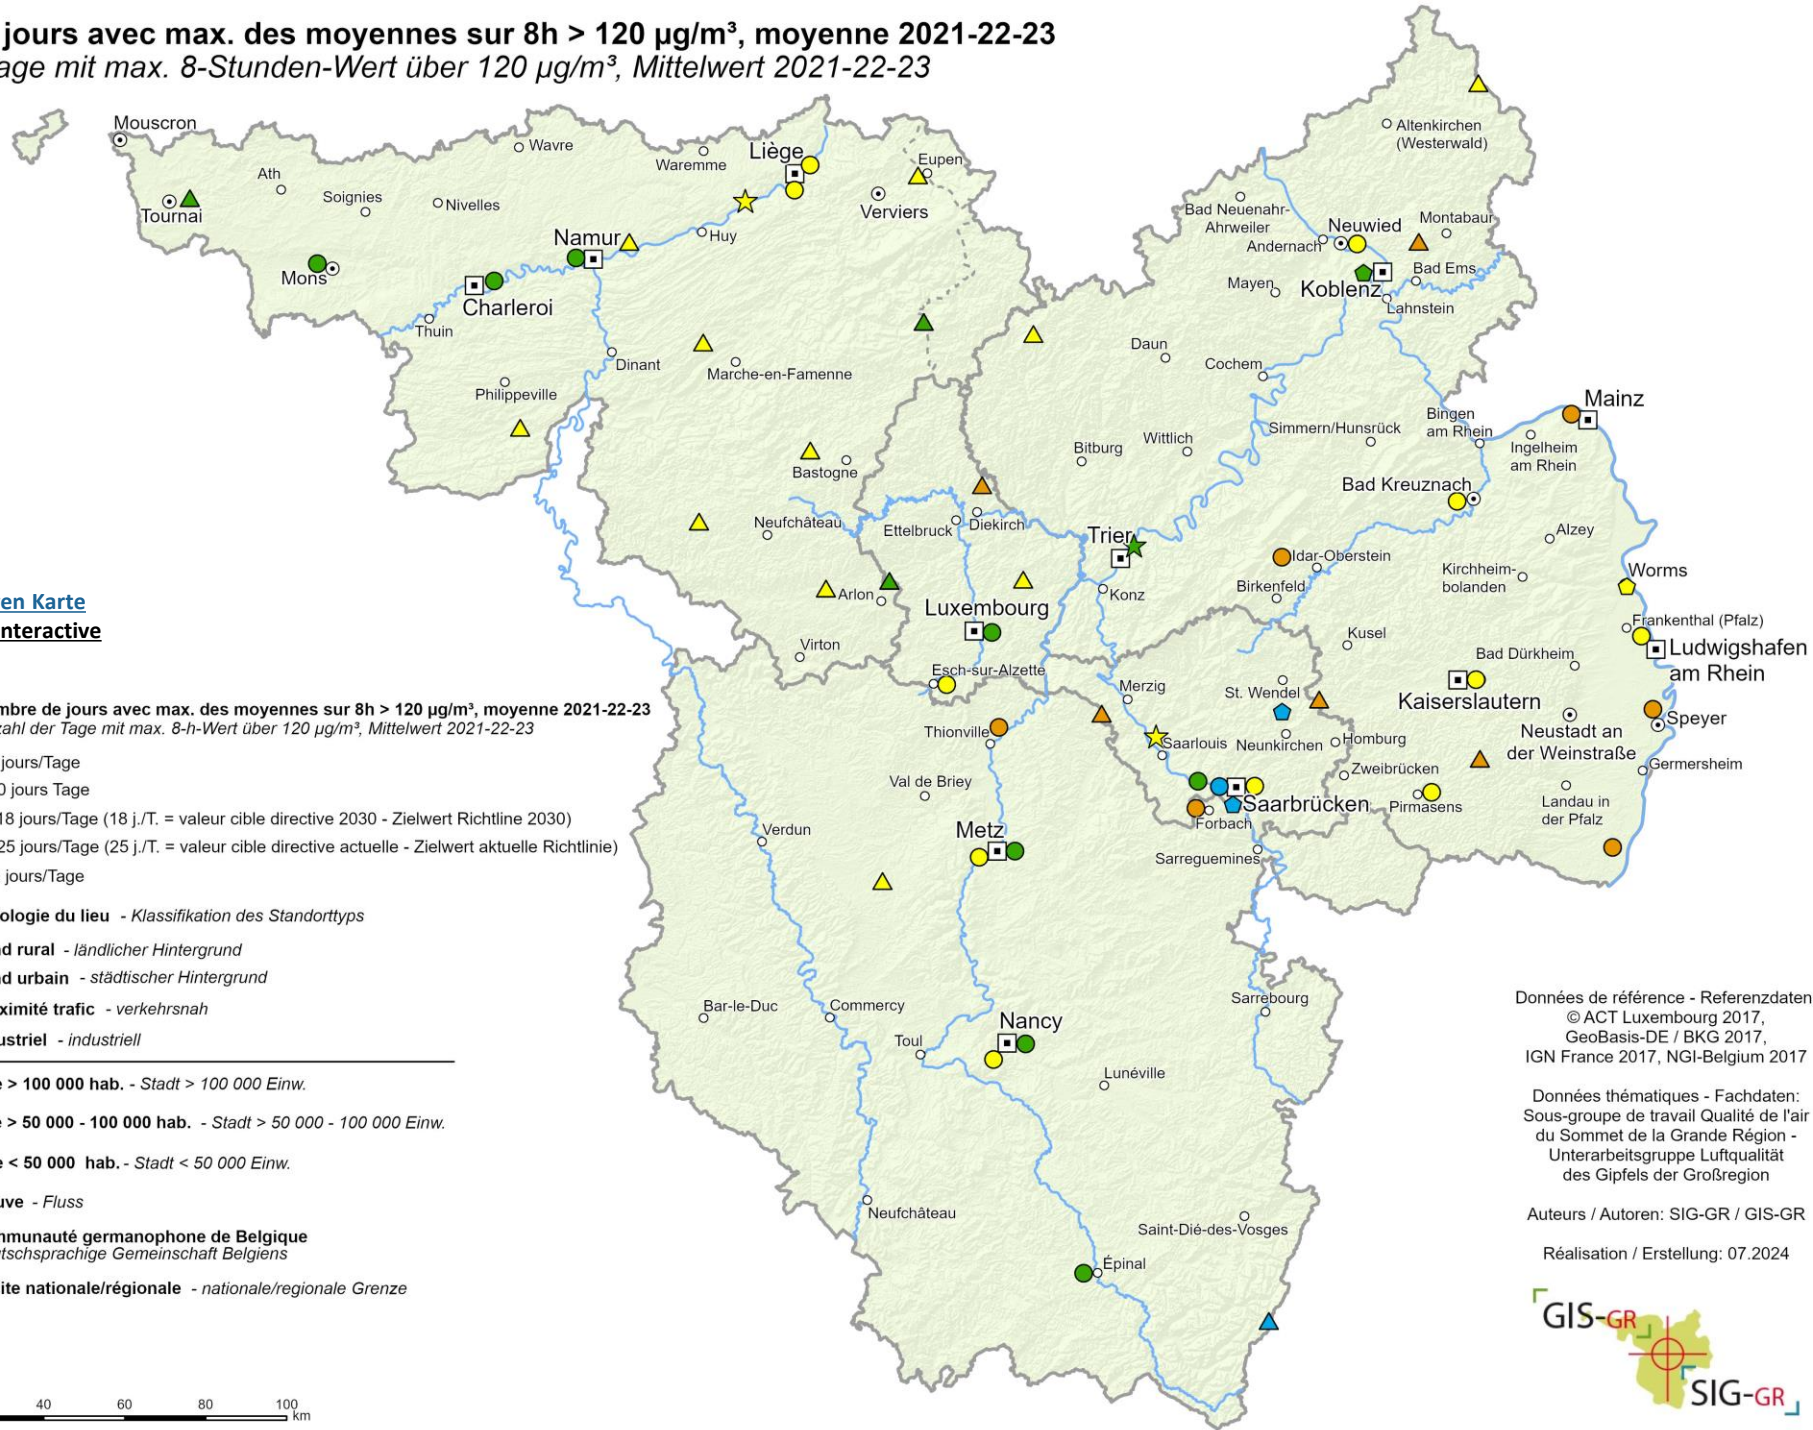 jours avec max. des moyennes sur 8h > 120 µg/m³, moyenne 2021-22-23
age mit max. 8-Stunden-Wert über 120 µg/m³, Mittelwert 2021-22-23
Mouscron
Ath
Tournai
Soignies
Mons
Nivelles
Wavre
Waremme
Liège
Eupen
Verviers
Huy
Namur
Charleroi
Thuin
Dinant
Philippeville
Marche-en-Famenne
Bastogne
Neufchâteau
Arlon
Virton
Ettelbruck
Diekirch
Luxembourg
Esch-sur-Alzette
Altenkirchen
(Westerwald)
Bad Neuenahr-
Ahrweiler
Neuwied
Andernach
Montabaur
Mayen
Koblenz
Bad Ems
Lahnstein
Daun
Cochem
Bitburg
Wittlich
Simmern/Hunsrück
Bingen
am Rhein
Mainz
Ingelheim
am Rhein
Bad Kreuznach
Alzey
Trier
Konz
Idar-Oberstein
Birkenfeld
Kirchheim-
bolanden
Worms
Frankenthal (Pfalz)
Ludwigshafen
am Rhein
Kusel
Bad Dürkheim
Kaiserslautern
Neustadt an
der Weinstraße
Speyer
Germersheim
Landau in
der Pfalz
Pirmasens
Zweibrücken
Homburg
Neunkirchen
St. Wendel
Merzig
Saarlouis
Saarbrücken
Forbach
Sarreguemines
Thionville
Val de Briey
Metz
Verdun
Bar-le-Duc
Commercy
Toul
Nancy
Lunéville
Sarrebourg
Neufchâteau
Saint-Dié-des-Vosges
Épinal
en Karte
nteractive
mbre de jours avec max. des moyennes sur 8h > 120 µg/m³, moyenne 2021-22-23
zahl der Tage mit max. 8-h-Wert über 120 µg/m³, Mittelwert 2021-22-23
jours/Tage
0 jours Tage
18 jours/Tage (18 j./T. = valeur cible directive 2030 - Zielwert Richtline 2030)
25 jours/Tage (25 j./T. = valeur cible directive actuelle - Zielwert aktuelle Richtlinie)
jours/Tage
ologie du lieu - Klassifikation des Standorttyps
d rural - ländlicher Hintergrund
d urbain - städtischer Hintergrund
ximité trafic - verkehrsnah
ustriel - industriell
e > 100 000 hab. - Stadt > 100 000 Einw.
e > 50 000 - 100 000 hab. - Stadt > 50 000 - 100 000 Einw.
e < 50 000 hab. - Stadt < 50 000 Einw.
uve - Fluss
mmunauté germanophone de Belgique
utschsprachige Gemeinschaft Belgiens
ite nationale/régionale - nationale/regionale Grenze
40 60 80 100
km
Données de référence - Referenzdaten
© ACT Luxembourg 2017,
GeoBasis-DE / BKG 2017,
IGN France 2017, NGI-Belgium 2017
Données thématiques - Fachdaten:
Sous-groupe de travail Qualité de l'air
du Sommet de la Grande Région -
Unterarbeitsgruppe Luftqualität
des Gipfels der Großregion
Auteurs / Autoren: SIG-GR / GIS-GR
Réalisation / Erstellung: 07.2024
GIS-GR
SIG-GR